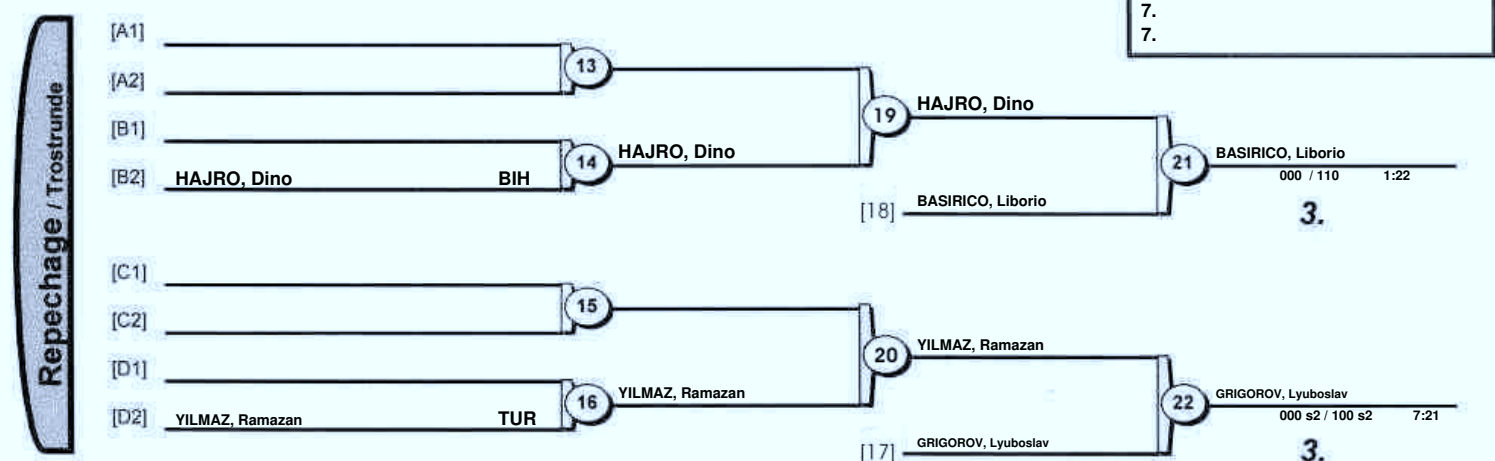 7.
7.
Repechage / Trostrunde
[A1]
13
[A2]
19
HAJRO, Dino
[B1]
14
HAJRO, Dino
21
BASIRICO, Liborio
[B2]
HAJRO, Dino
BIH
000 / 110
1:22
[18]
BASIRICO, Liborio
3.
[C1]
15
[C2]
20
YILMAZ, Ramazan
[D1]
16
YILMAZ, Ramazan
22
GRIGOROV, Lyuboslav
[D2]
YILMAZ, Ramazan
TUR
000 s2 / 100 s2
7:21
[17]
GRIGOROV, Lyuboslav
3.